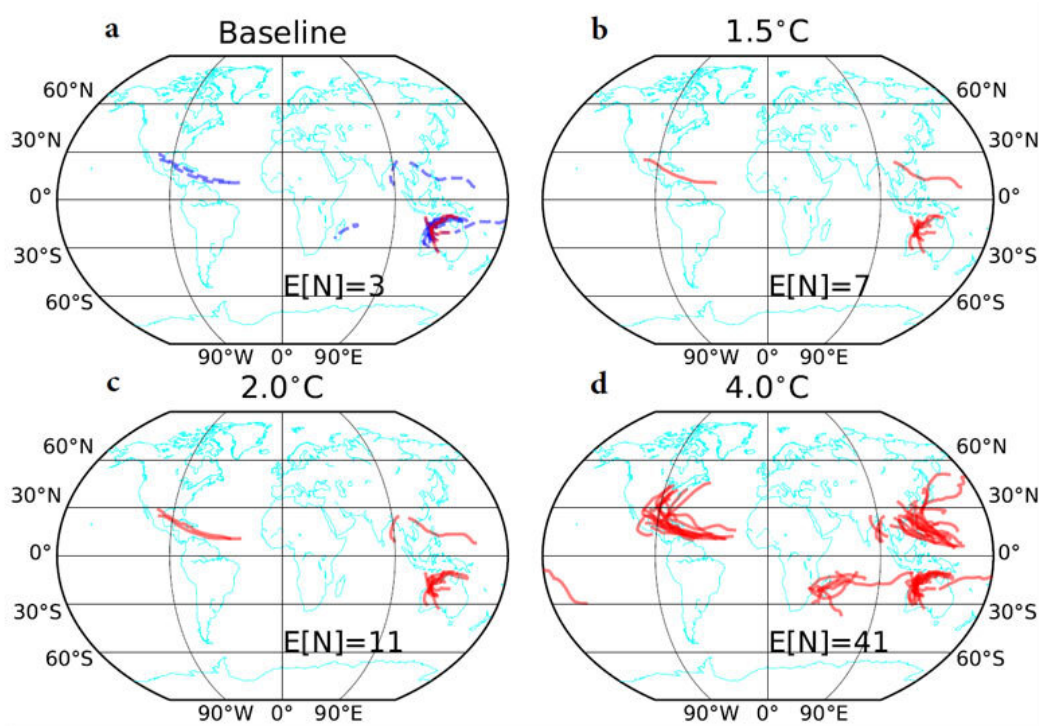 a Baseline
b 1.5°C
60°N 60°N
30°N 30°N
0° 0°
30°S 30°S
60°S 60°S
E[N]=3 E[N]=7
90°W 0° 90°E 90°W 0° 90°E
c 2.0°C
d 4.0°C
60°N 60°N
30°N 30°N
0° 0°
30°S 30°S
60°S 60°S
E[N]=11 E[N]=41
90°W 0° 90°E 90°W 0° 90°E